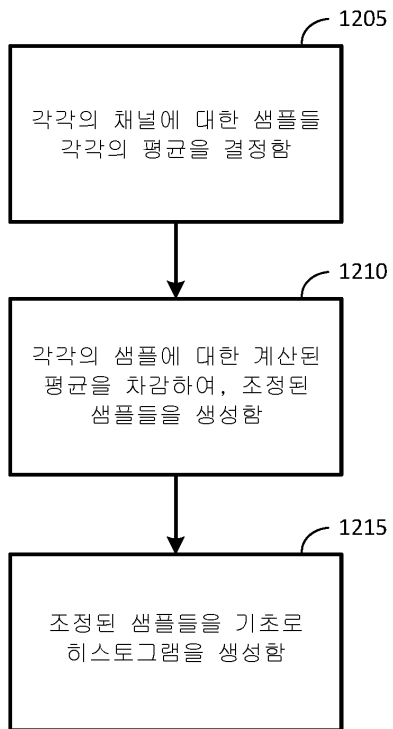 1205
각각의 채널에 대한 샘플들
각각의 평균을 결정함
1210
각각의 샘플에 대한 계산된
평균을 차감하여, 조정된
샘플들을 생성함
1215
조정된 샘플들을 기초로
히스토그램을 생성함